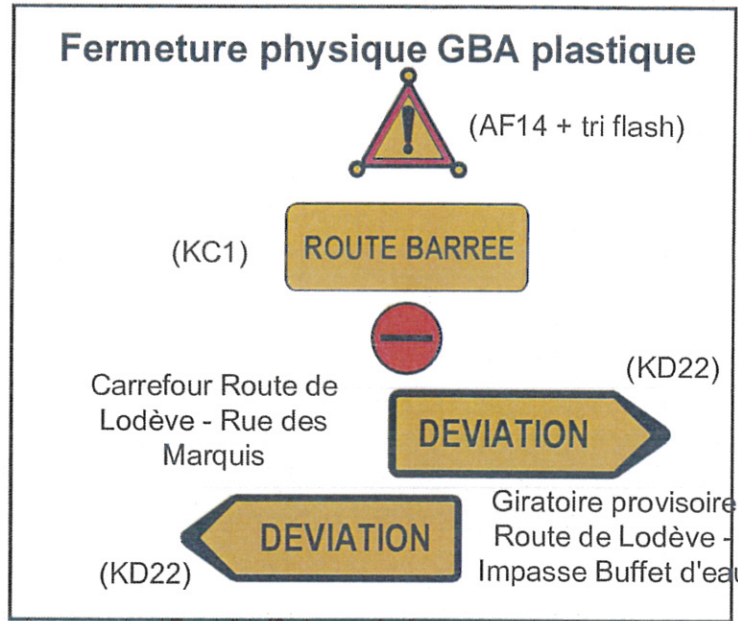 Fermeture physique GBA plastique
(AF14 + tri flash)
(KC1)
ROUTE BARREE
(KD22)
Carrefour Route de
Lodève - Rue des
Marquis
DEVIATION
DEVIATION
(KD22)
Giratoire provisoire
Route de Lodève -
Impasse Buffet d'eau